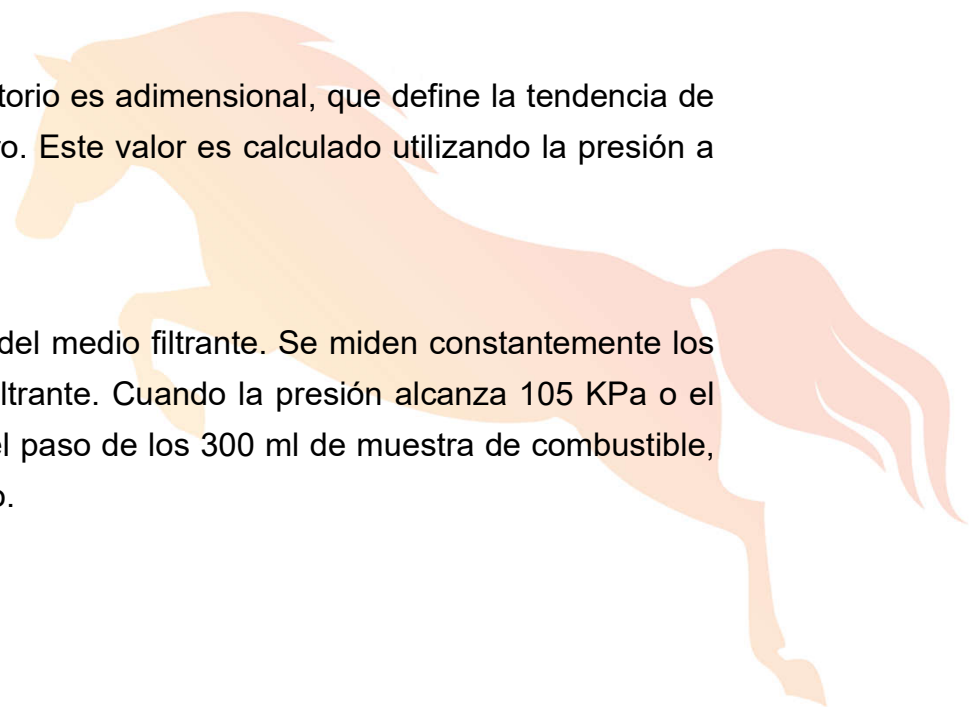 torio es adimensional, que define la tendencia de
o. Este valor es calculado utilizando la presión a
del medio filtrante. Se miden constantemente los
ltrante. Cuando la presión alcanza 105 KPa o el
el paso de los 300 ml de muestra de combustible,
o.